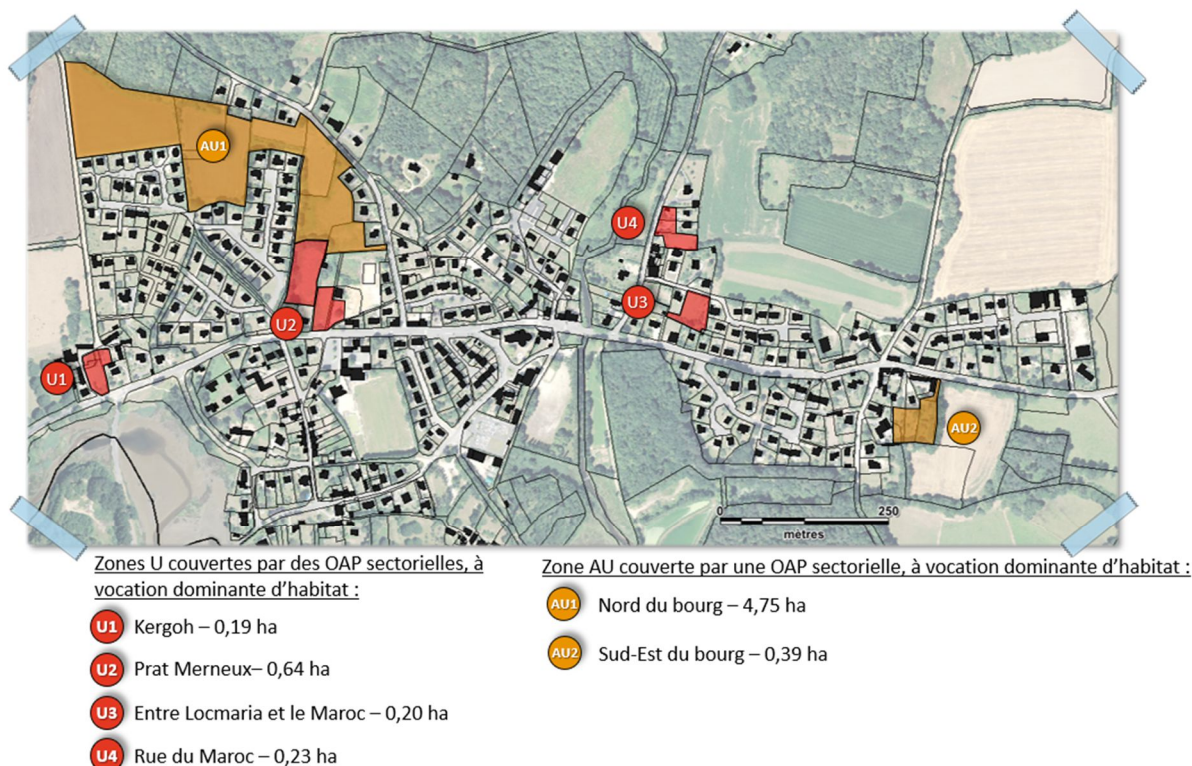 AU1
U4
U3
U2
U1
AU2
0 250
mètres
Zones U couvertes par des OAP sectorielles, à
vocation dominante d'habitat :
U1 Kergoh – 0,19 ha
U2 Prat Merneux– 0,64 ha
U3 Entre Locmaria et le Maroc – 0,20 ha
U4 Rue du Maroc – 0,23 ha
Zone AU couverte par une OAP sectorielle, à vocation dominante d'habitat :
AU1 Nord du bourg – 4,75 ha
AU2 Sud-Est du bourg – 0,39 ha